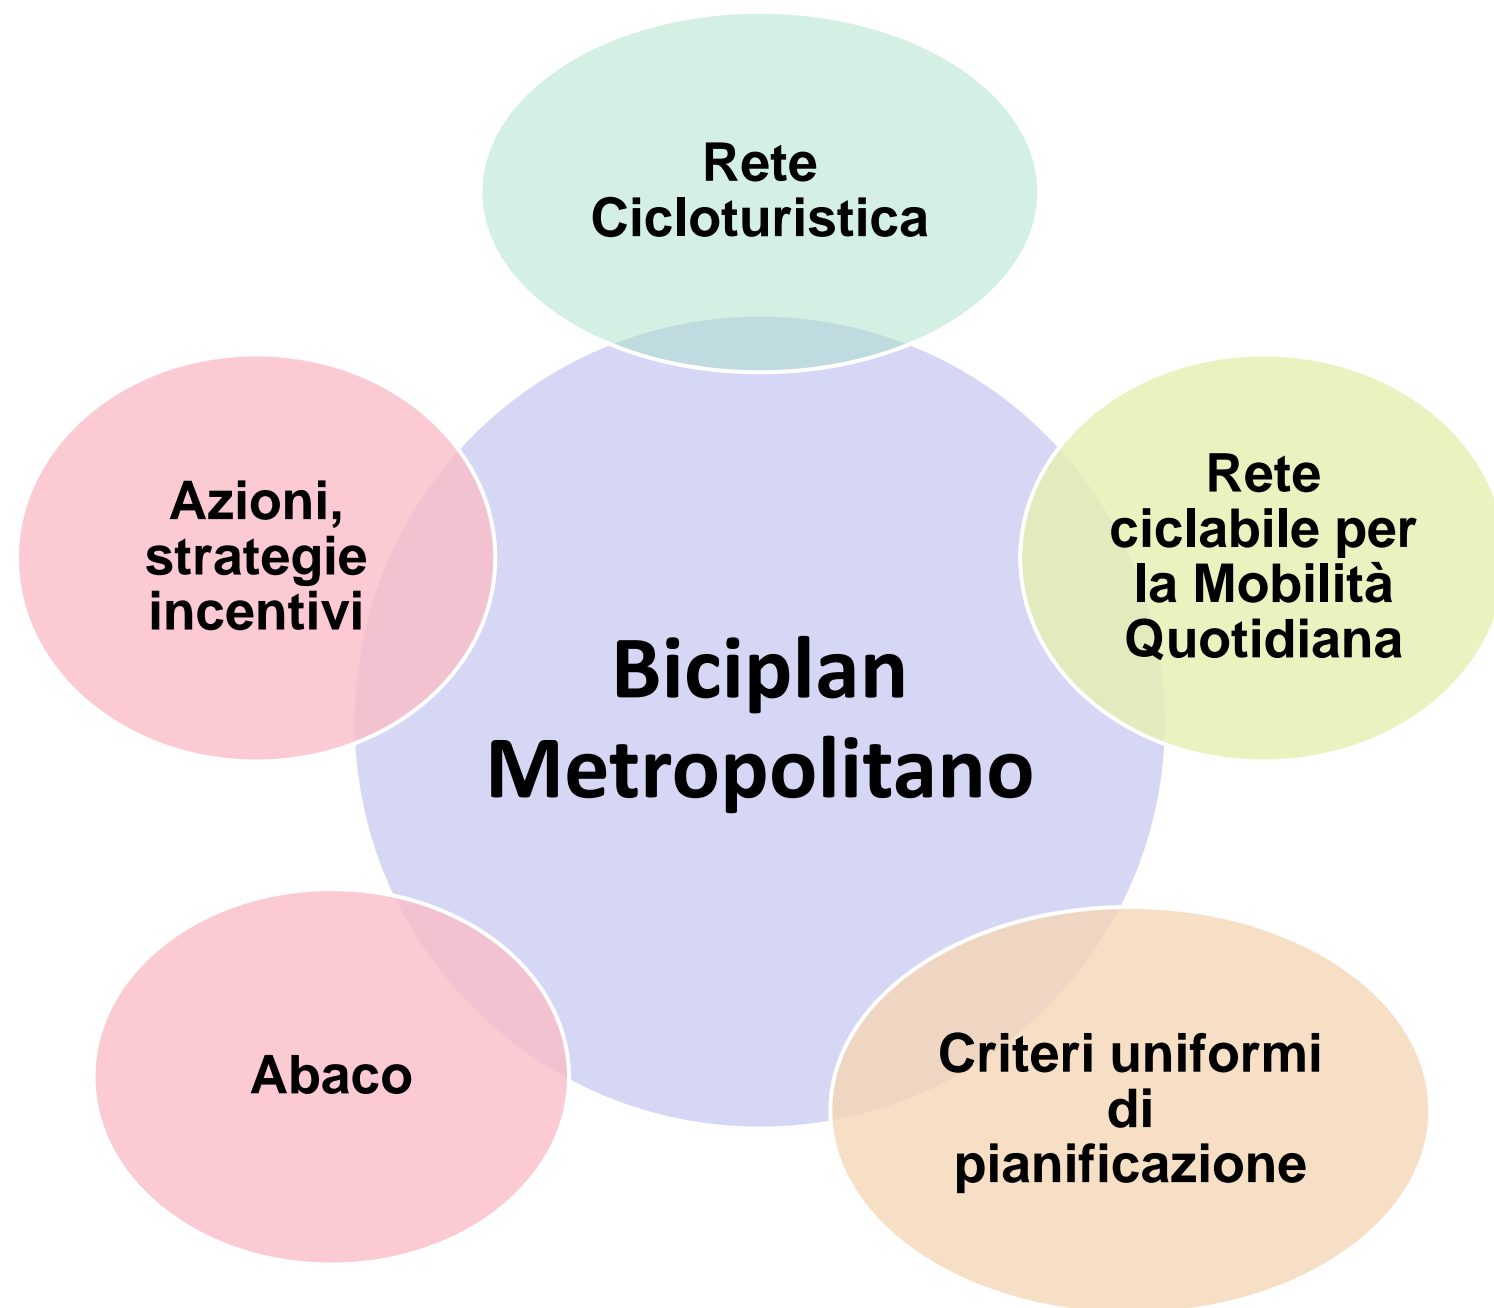 Rete
Cicloturistica
Azioni,
strategie
incentivi
Rete
ciclabile per
la Mobilità
Quotidiana
Biciplan
Metropolitano
Abaco
Criteri uniformi
di
pianificazione